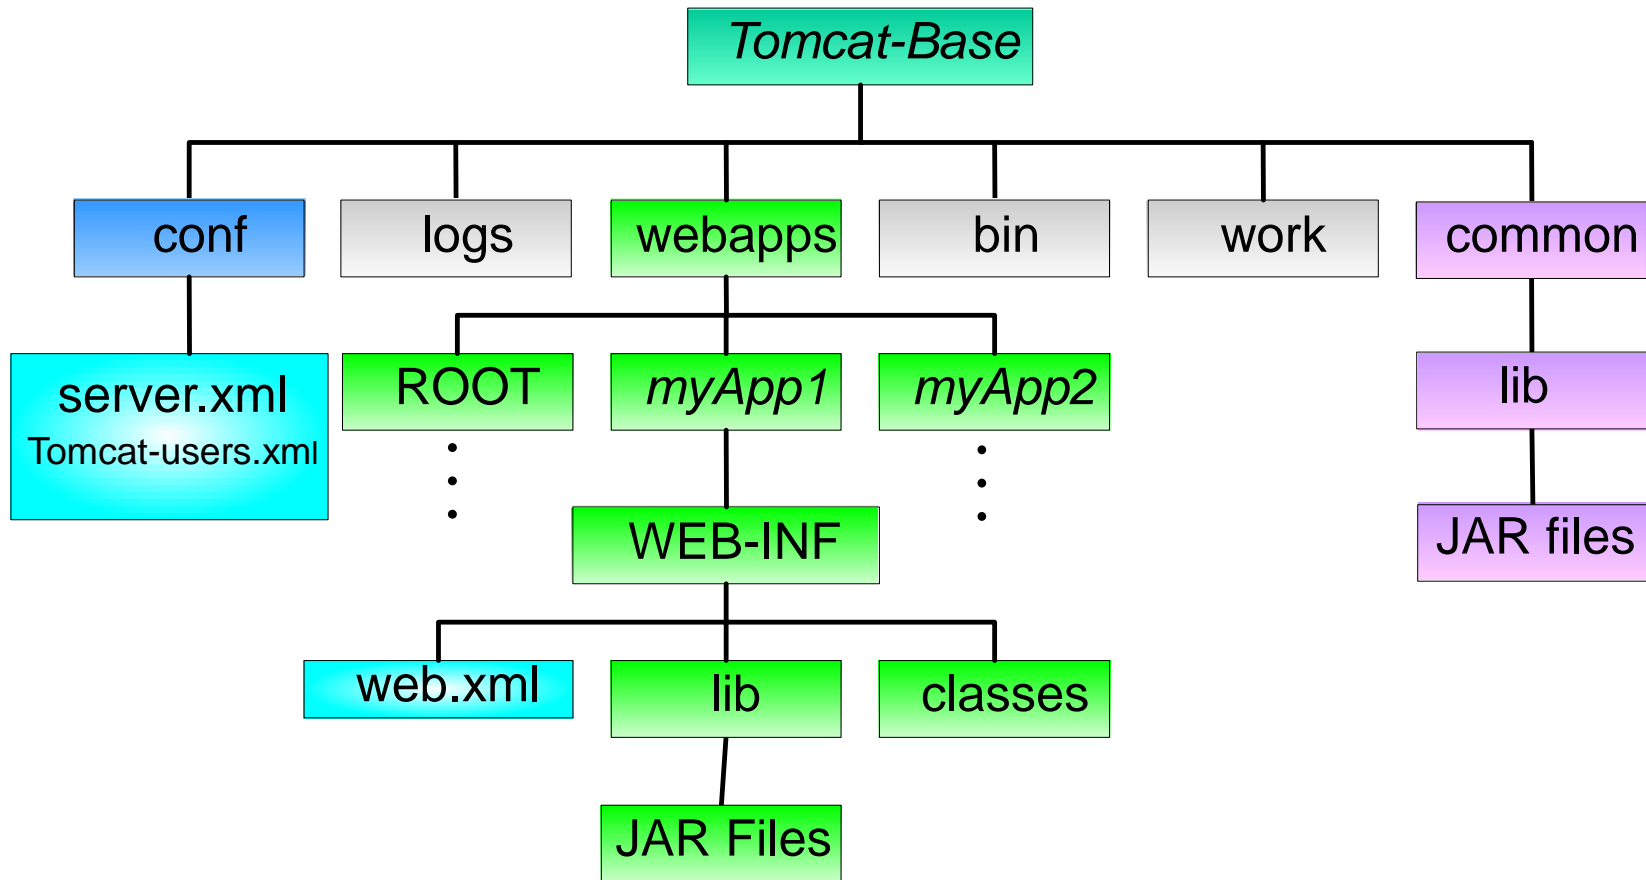 Tomcat-Base
conf
logs
webapps
bin
work
common
server.xml
Tomcat-users.xml
ROOT
myApp1
myApp2
lib
WEB-INF
JAR files
web.xml
lib
classes
JAR Files